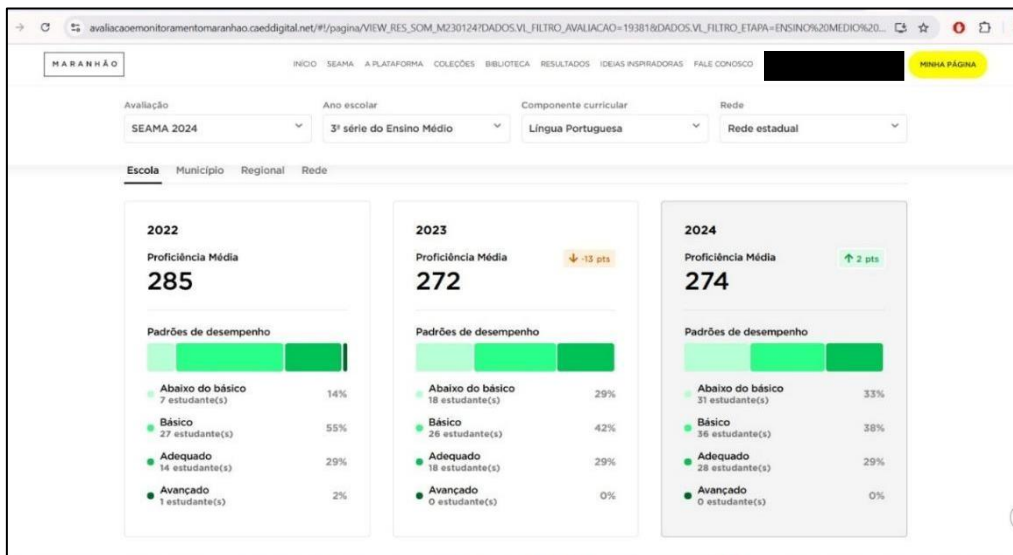 avaliacaoemonitoramentomaranhao.caeddigital.net/#!/pagina/VIEW_RES_SOM_M230124?DADOS.VL_FILTRO_AVALIACAO=19381&DADOS.VL_FILTRO_ETAPA=ENSINO%20MEDIO%20...
MARANHÃO INÍCIO SEAMA A PLATAFORMA COLEÇÕES BIBLIOTECA RESULTADOS IDEIAS INSPIRADORAS FALE CONOSCO MINHA PÁGINA
Avaliação Ano escolar Componente curricular Rede
SEAMA 2024 3ª série do Ensino Médio Língua Portuguesa Rede estadual
Escola Município Regional Rede
2022
Proficiência Média
285
Padrões de desempenho
Abaixo do básico
7 estudante(s) 14%
Básico
27 estudante(s) 55%
Adequado
14 estudante(s) 29%
Avançado
1 estudante(s) 2%
2023
Proficiência Média -13 pts
272
Padrões de desempenho
Abaixo do básico
18 estudante(s) 29%
Básico
26 estudante(s) 42%
Adequado
18 estudante(s) 29%
Avançado
0 estudante(s) 0%
2024
Proficiência Média 2 pts
274
Padrões de desempenho
Abaixo do básico
31 estudante(s) 33%
Básico
36 estudante(s) 38%
Adequado
28 estudante(s) 29%
Avançado
0 estudante(s) 0%